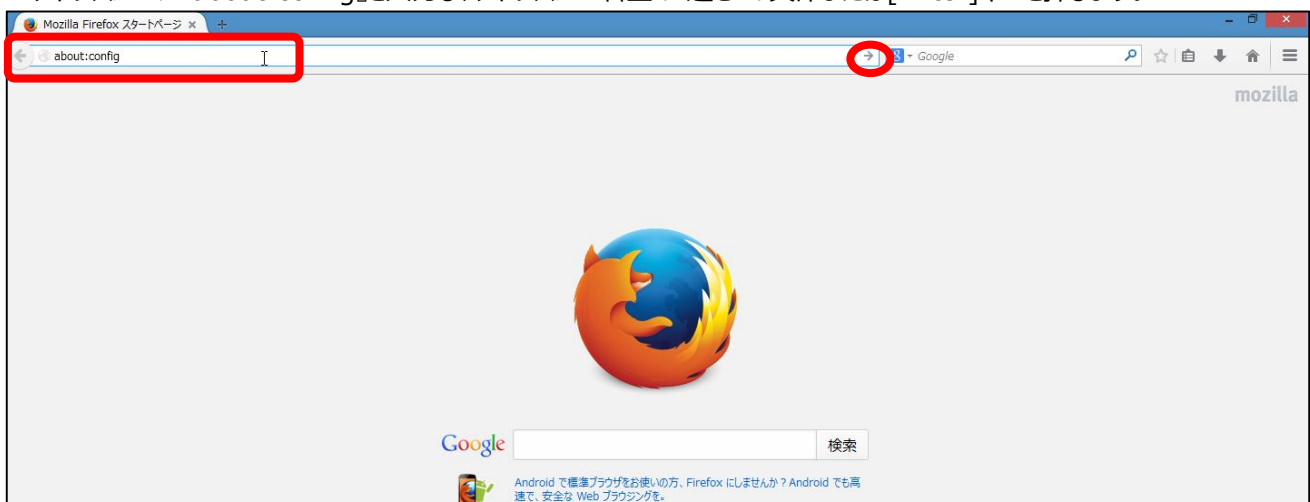 Mozilla Firefox スタートページ
about:config
Google
mozilla
Google
検索
Android で標準ブラウザをお使いの方、Firefox にしませんか？Android でも高
速で、安全な Web ブラウジングを。